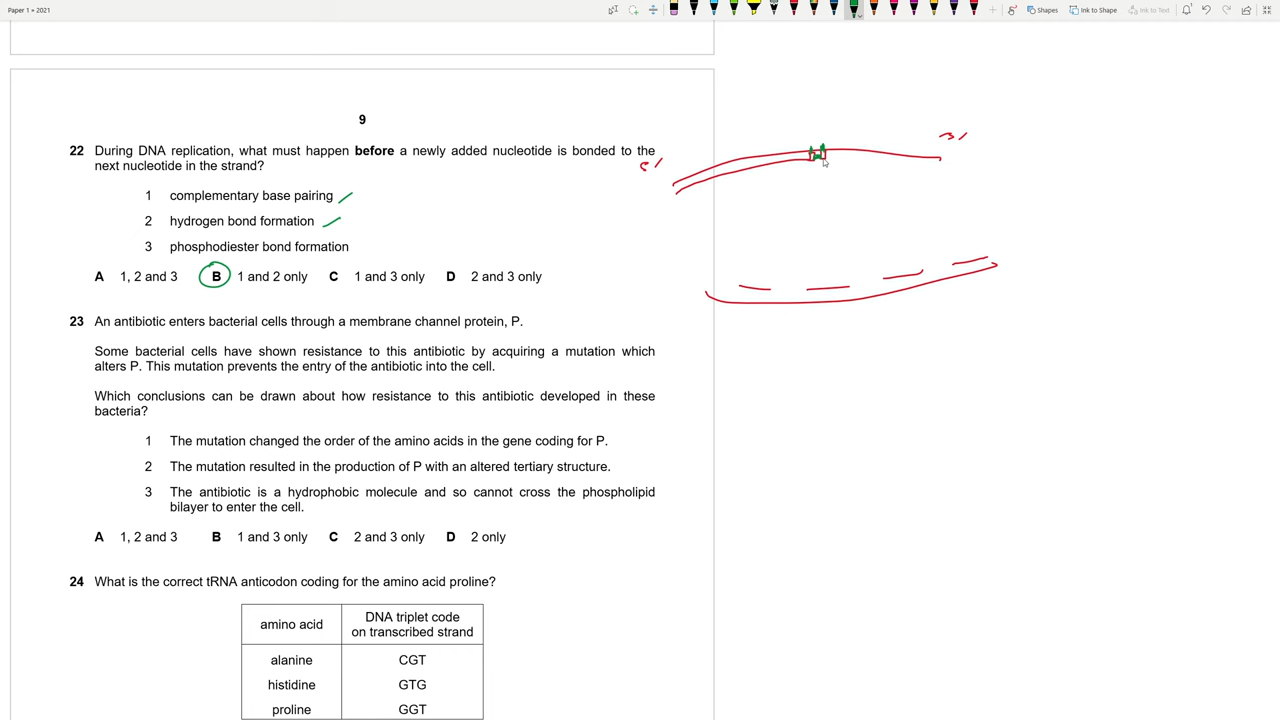 Paper 1 • 2021
Shapes
Ink to Shape
Ink to Text
9
22 During DNA replication, what must happen before a newly added nucleotide is bonded to the
next nucleotide in the strand?
1 complementary base pairing
2 hydrogen bond formation
3 phosphodiester bond formation
A 1, 2 and 3 B 1 and 2 only C 1 and 3 only D 2 and 3 only
23 An antibiotic enters bacterial cells through a membrane channel protein, P.
Some bacterial cells have shown resistance to this antibiotic by acquiring a mutation which
alters P. This mutation prevents the entry of the antibiotic into the cell.
Which conclusions can be drawn about how resistance to this antibiotic developed in these
bacteria?
1 The mutation changed the order of the amino acids in the gene coding for P.
2 The mutation resulted in the production of P with an altered tertiary structure.
3 The antibiotic is a hydrophobic molecule and so cannot cross the phospholipid
bilayer to enter the cell.
A 1, 2 and 3 B 1 and 3 only C 2 and 3 only D 2 only
24 What is the correct tRNA anticodon coding for the amino acid proline?
amino acid DNA triplet code
on transcribed strand
alanine CGT
histidine GTG
proline GGT
5'
3'